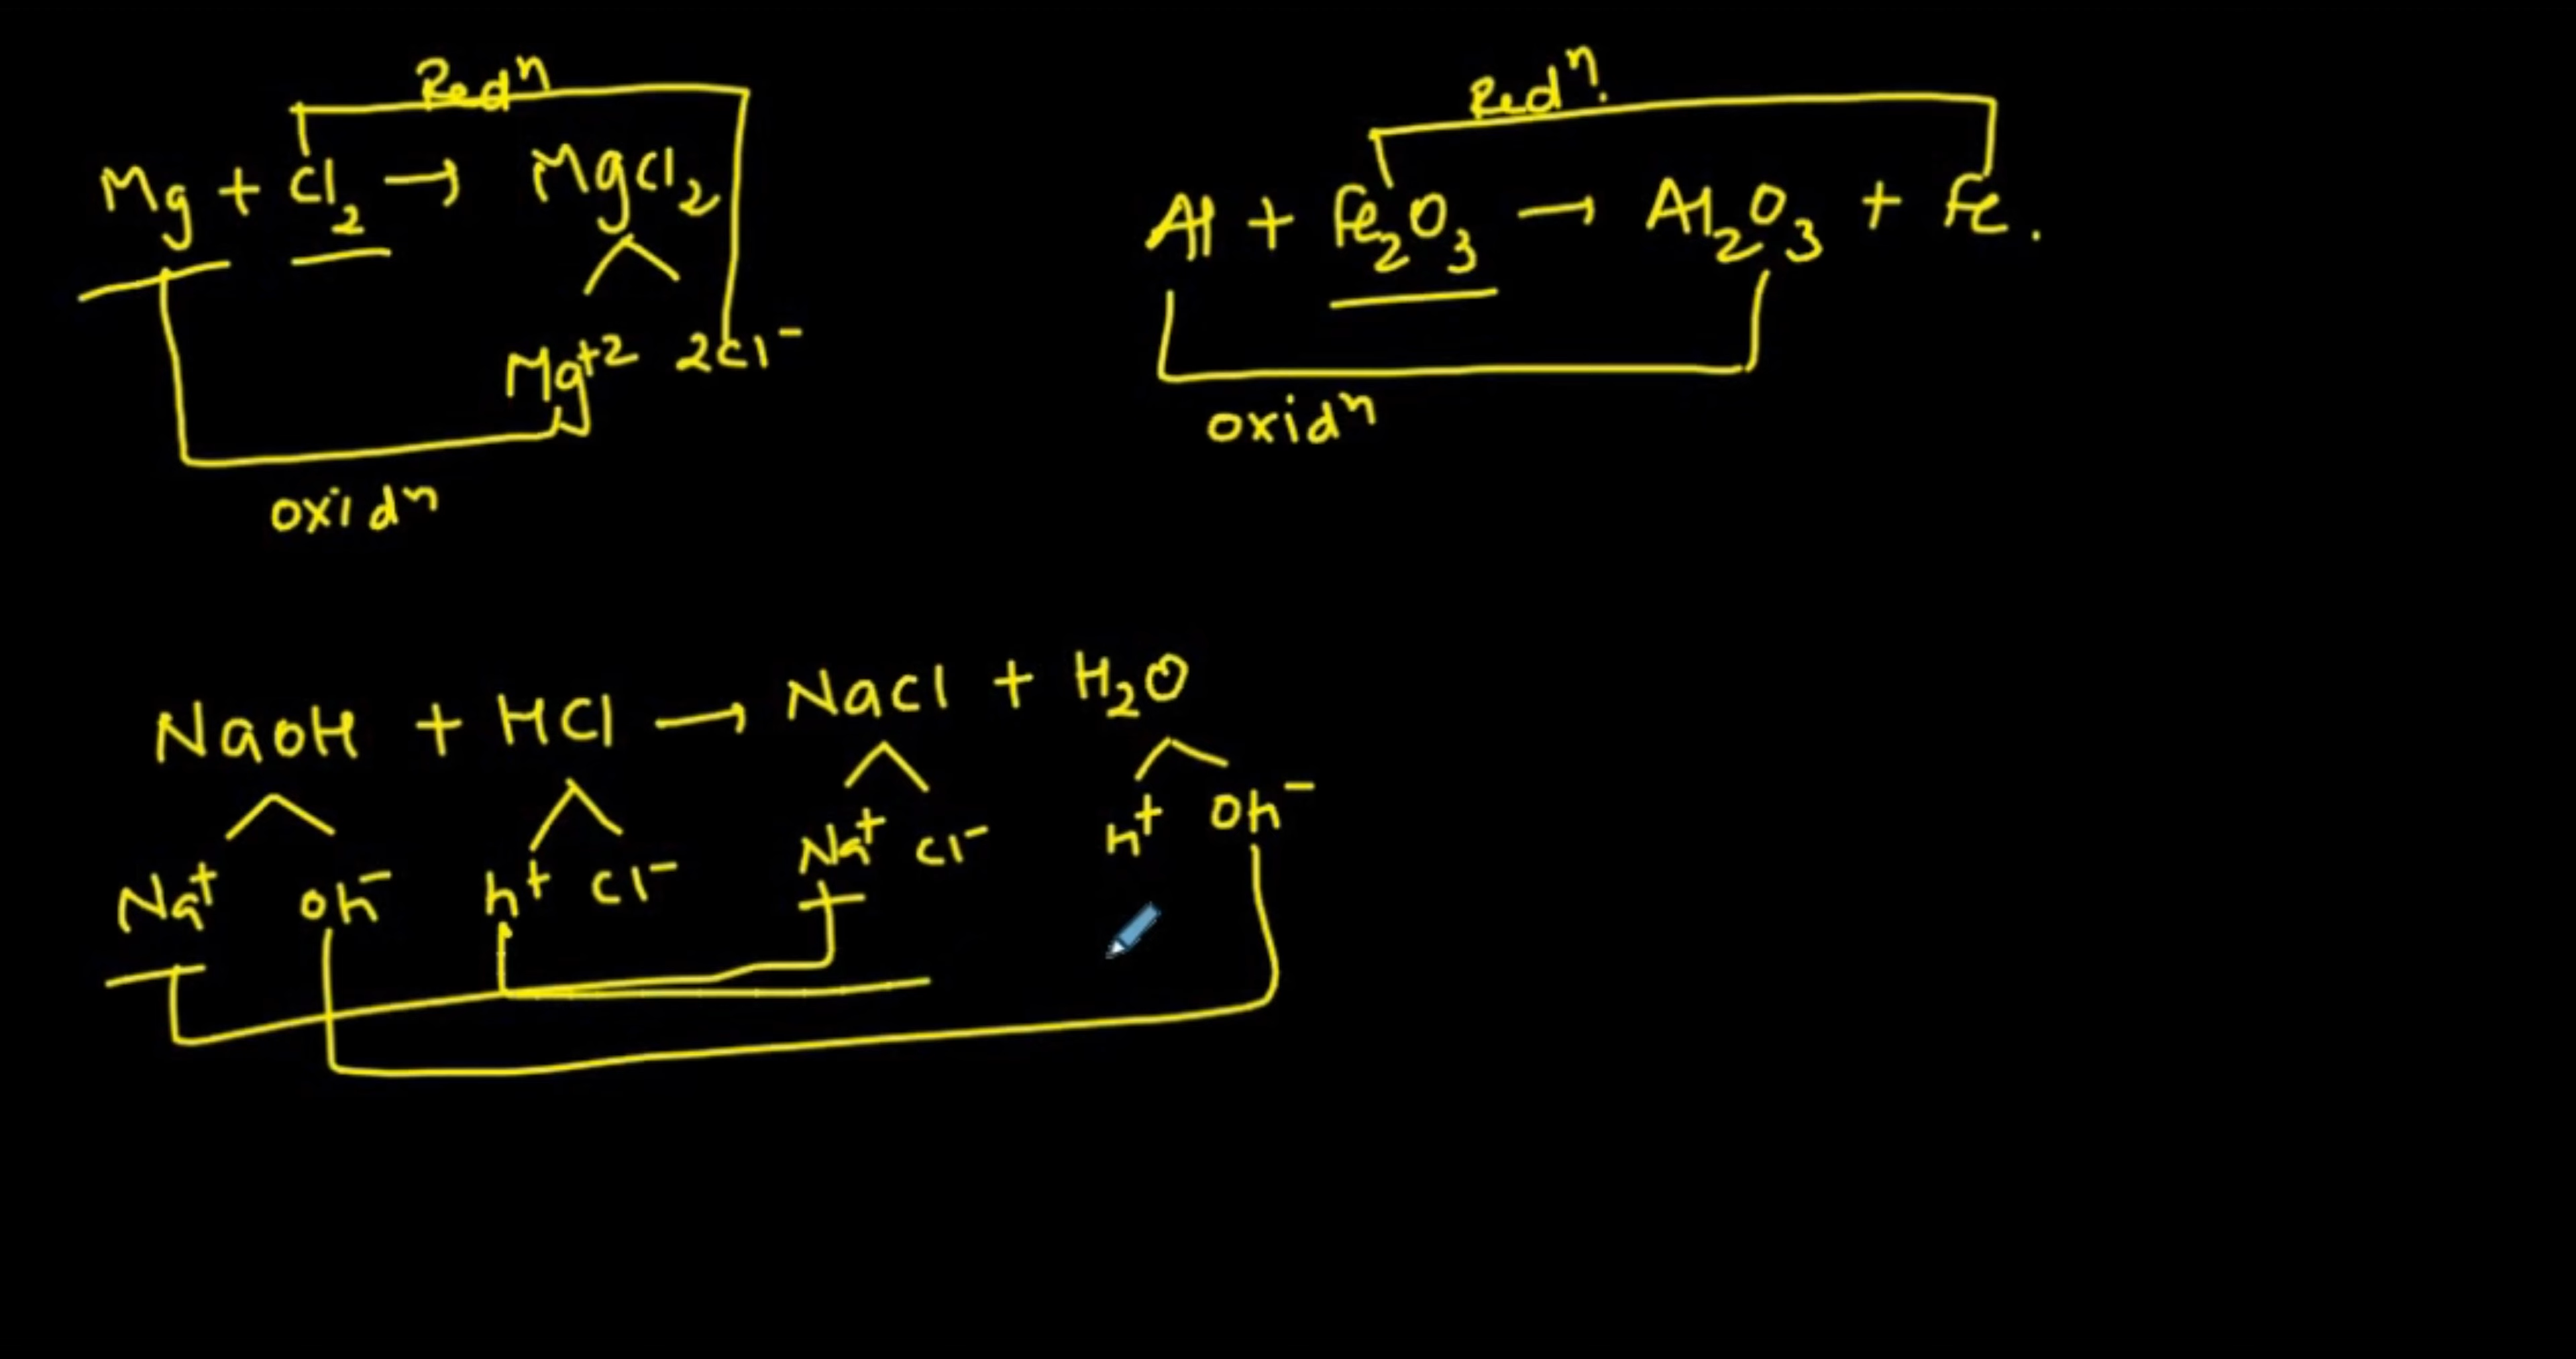 Redⁿ
Mg + Cl₂ → MgCl₂
Mg⁺² 2Cl⁻
oxidⁿ
Redⁿ.
Al + Fe₂O₃ → Al₂O₃ + Fe.
oxidⁿ
NaOH + HCl → NaCl + H₂O
Na⁺ oh⁻ h⁺ Cl⁻ Na⁺ Cl⁻ h⁺ Oh⁻